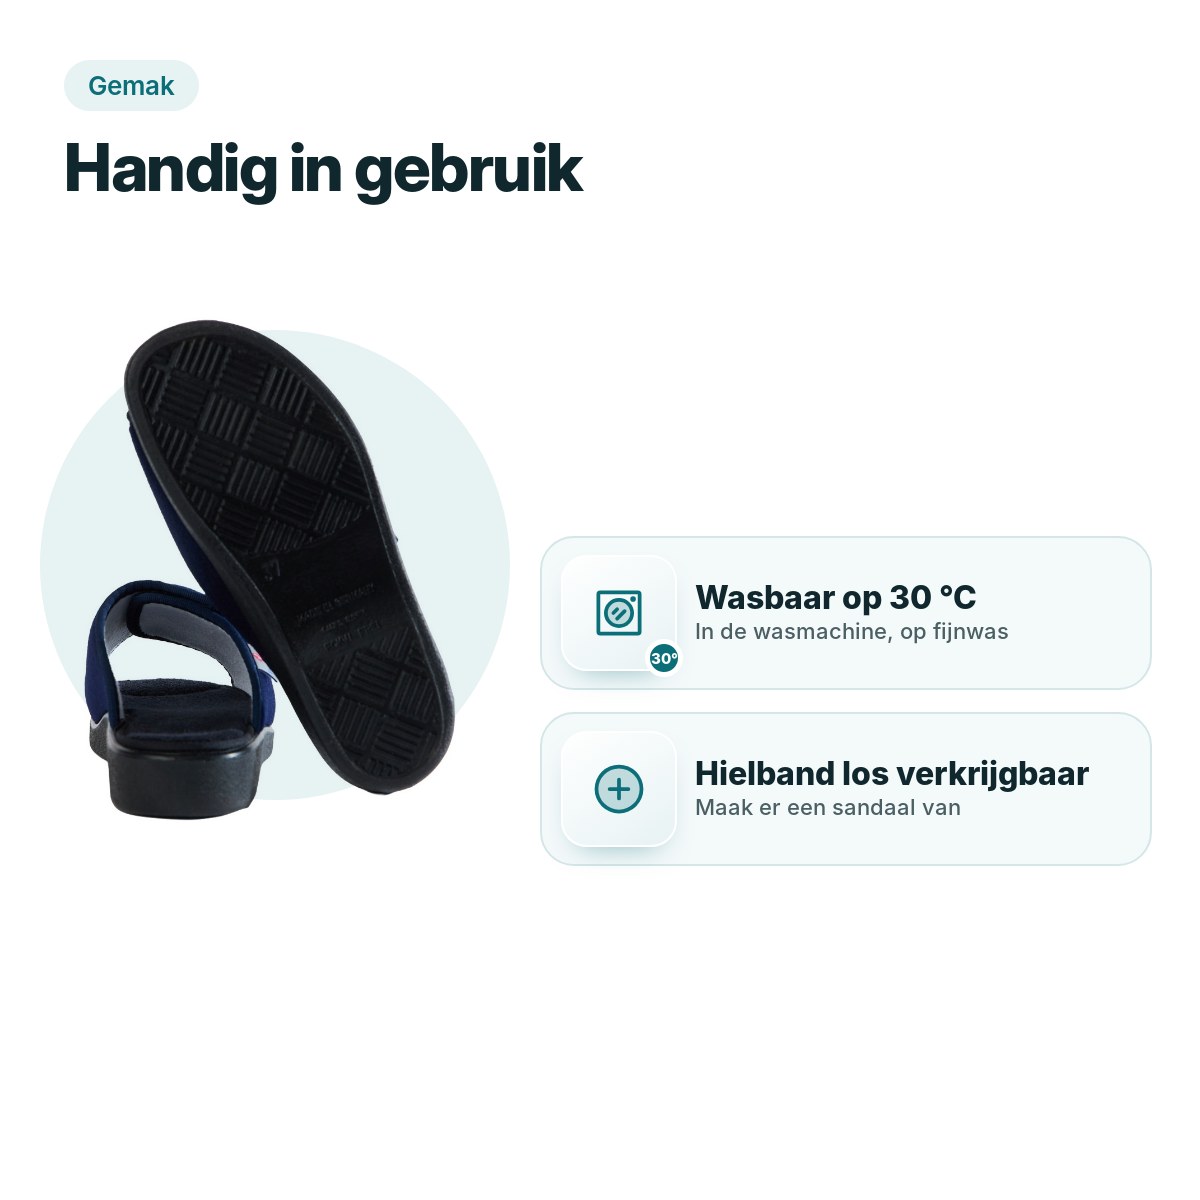 Gemak
Handig in gebruik
Wasbaar op 30 °C
In de wasmachine, op fijnwas
30°
Hielband los verkrijgbaar
Maak er een sandaal van